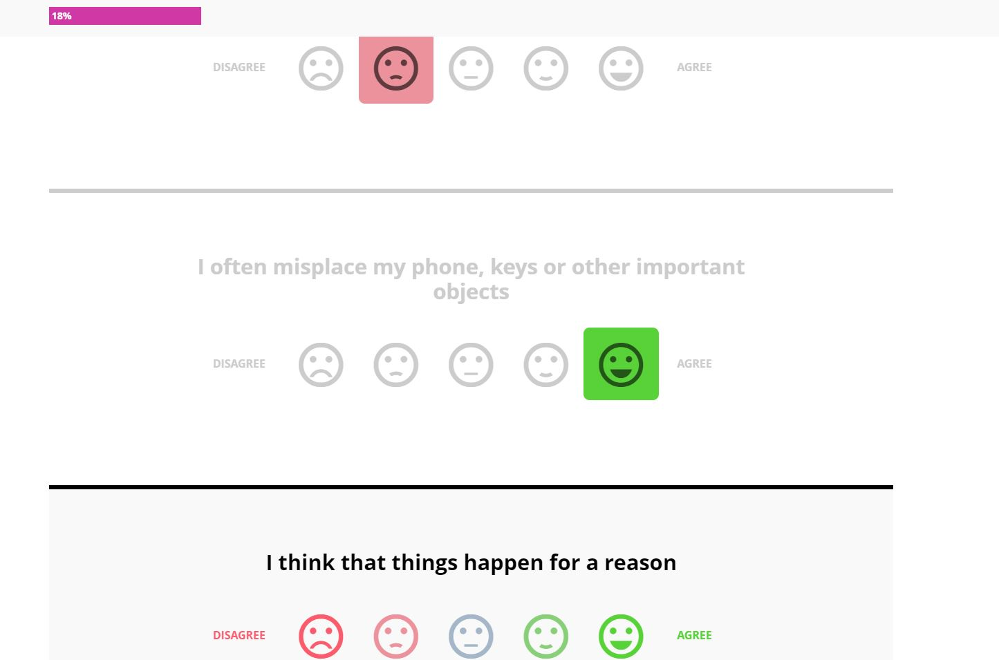 18%
DISAGREE AGREE
I often misplace my phone, keys or other important
objects
DISAGREE AGREE
I think that things happen for a reason
DISAGREE AGREE